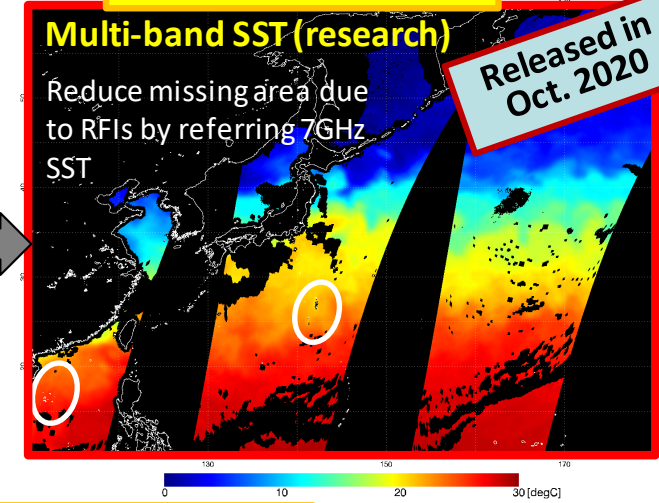 Multi-band SST (research)
Released in
Oct. 2020
Reduce missing area due
to RFIs by referring 7GHz
SST
130
150
170
0
10
20
30 [degC]